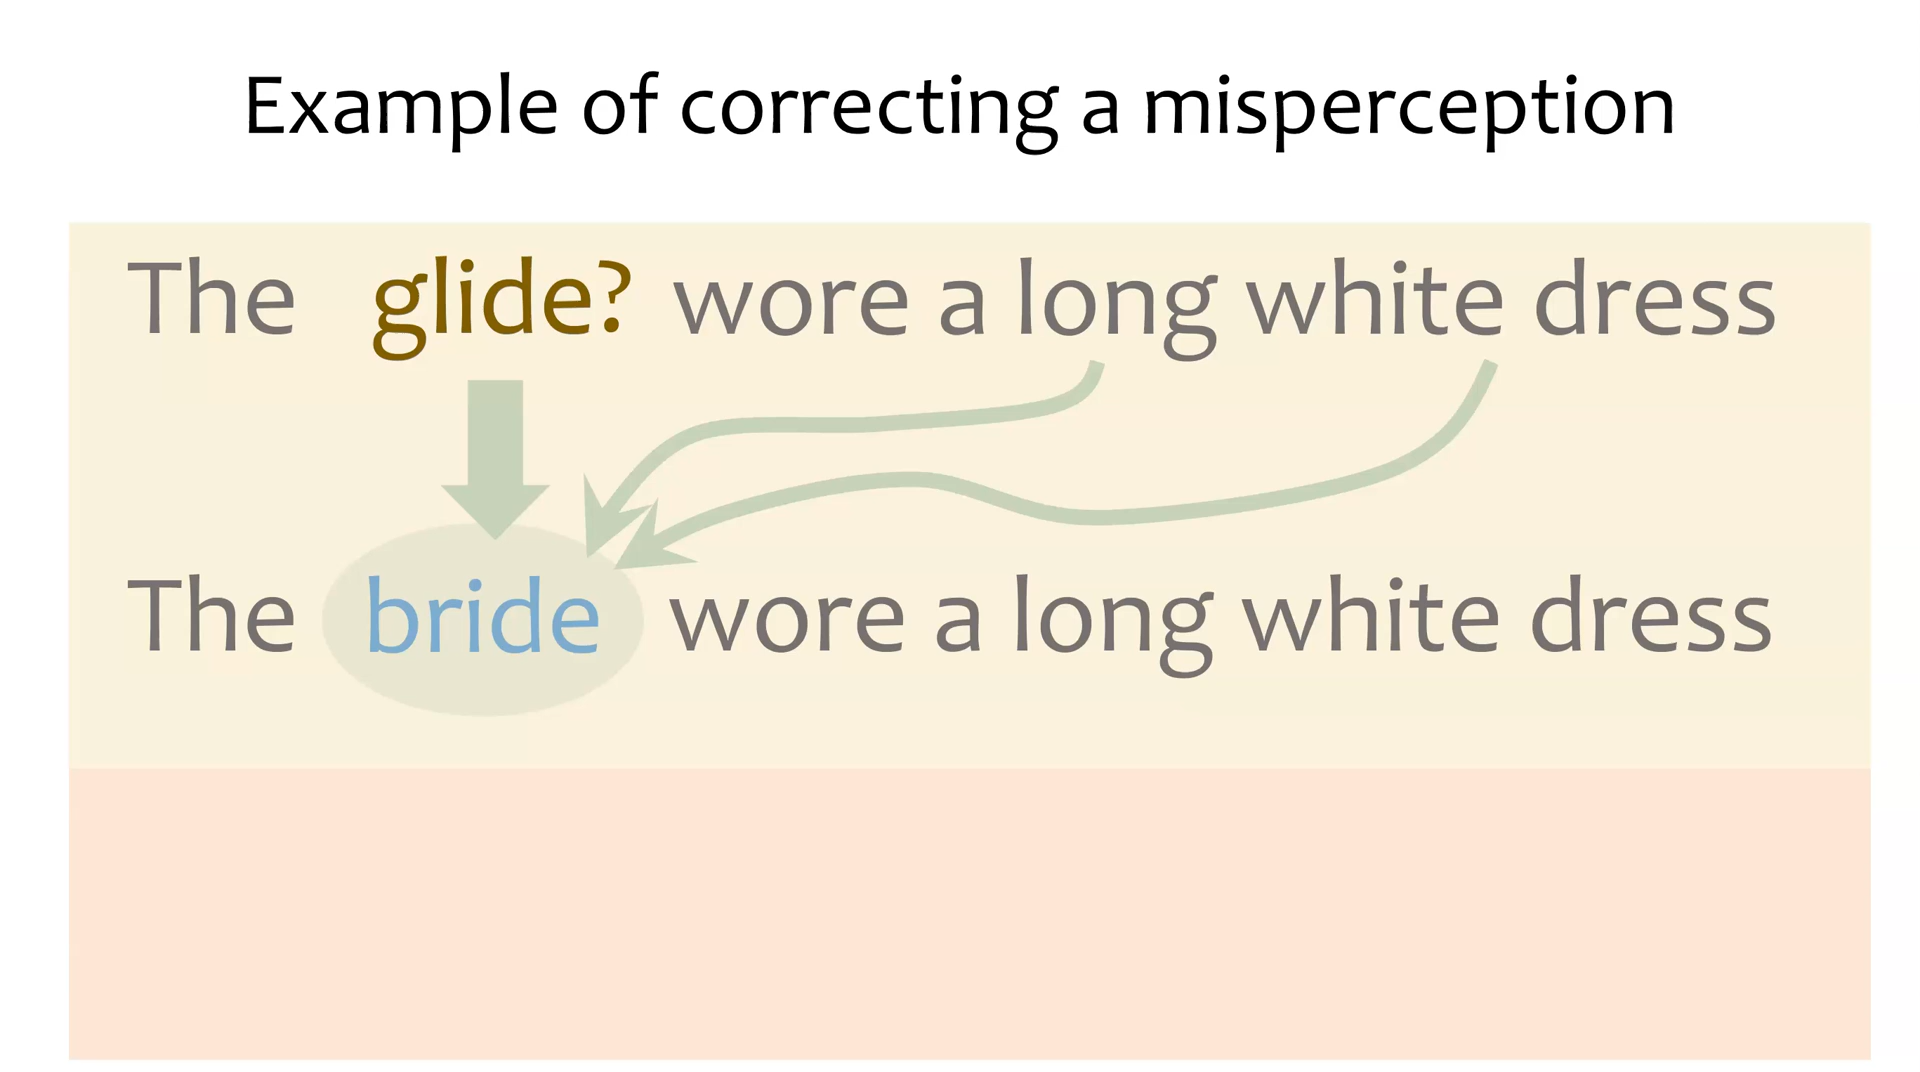 Example of correcting a misperception
The glide? wore a long white dress
The bride wore a long white dress